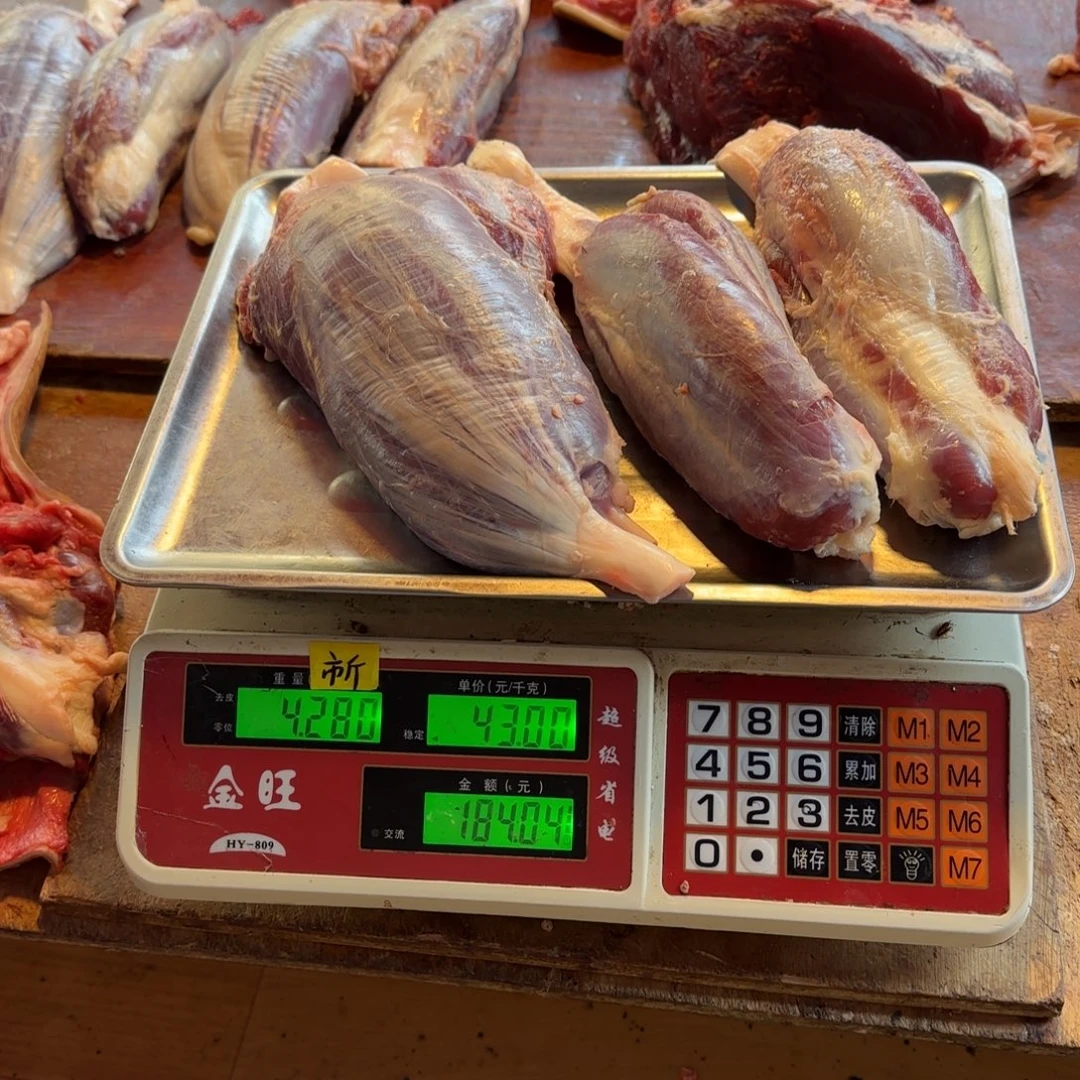 市斤
重量
单价(元/千克)
去皮
零位
4.280
稳定
43.00
金额(元)
交流
184.04
金旺
HY-809
超级省电
7 8 9 清除 M1 M2
4 5 6 累加 M3 M4
1 2 3 去皮 M5 M6
0 • 储存 置零 M7